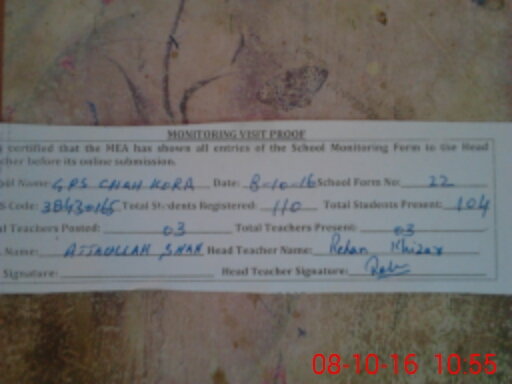 MONITORING VISIT PROOF
certified that the MEA has shown all entries of the School Monitoring Form to the Head
cher before its online submission.
ool Name: GPS CHAH KORA Date: 8-10-16 School Form No: 22
S Code: 38430165 Total Students Registered: 110 Total Students Present: 104
l Teachers Posted: 03 Total Teachers Present: 03
Name: ATTAULLAH SHAH Head Teacher Name: Rehan Khizar
Signature: Head Teacher Signature:
08-10-16 10:55